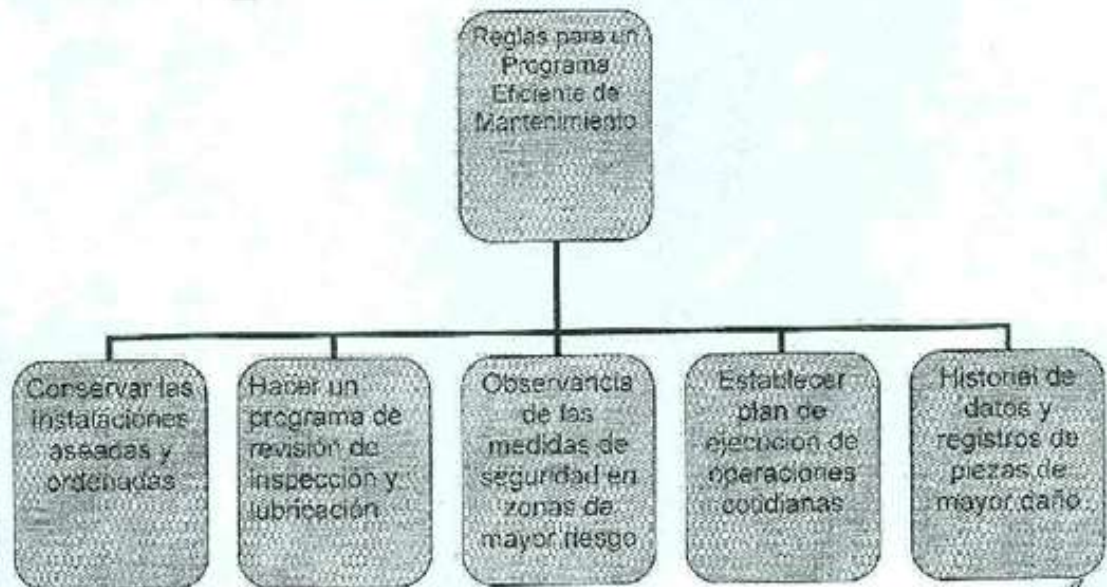 Reglas para un
Programa
Eficiente de
Mantenimiento
Conservar las
instalaciones
aseadas y
ordenadas
Hacer un
programa de
revisión de
inspección y
lubricación
Observancia
de las
medidas de
seguridad en
zonas de
mayor riesgo
Establecer
plan de
ejecución de
operaciones
cotidianas
Historial de
datos y
registros de
piezas de
mayor daño